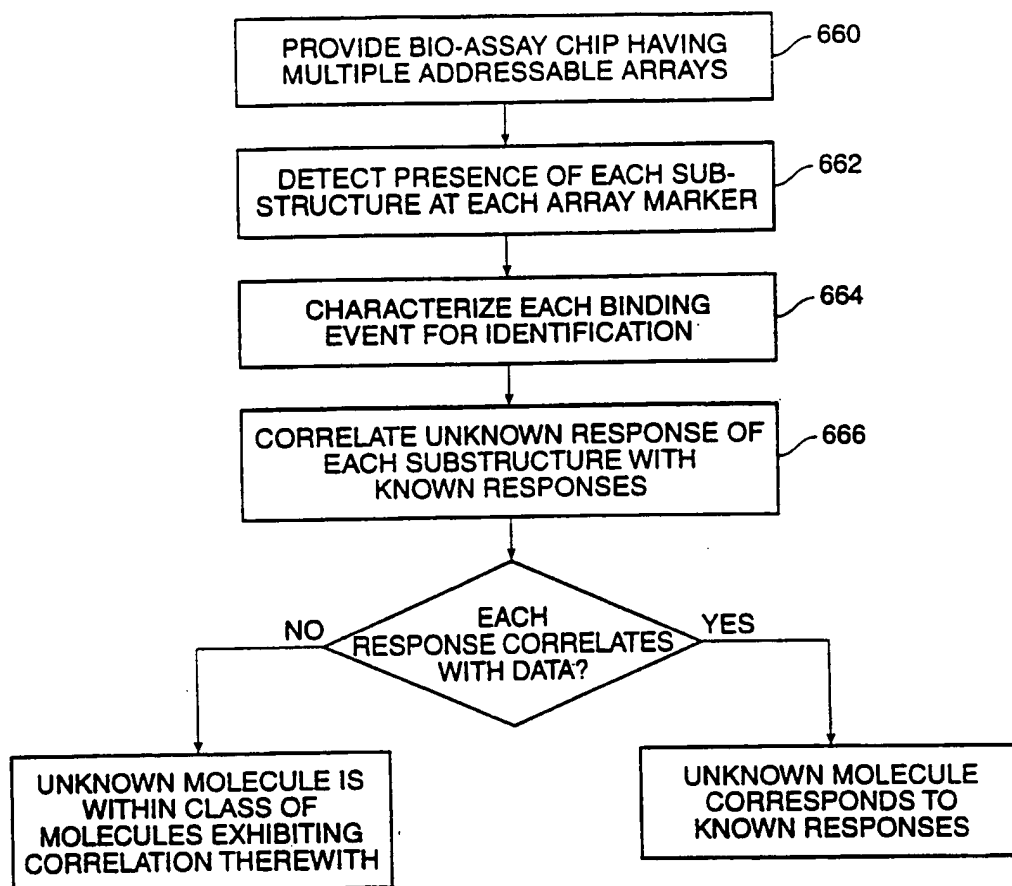 PROVIDE BIO-ASSAY CHIP HAVING
MULTIPLE ADDRESSABLE ARRAYS
660
DETECT PRESENCE OF EACH SUB-
STRUCTURE AT EACH ARRAY MARKER
662
CHARACTERIZE EACH BINDING
EVENT FOR IDENTIFICATION
664
CORRELATE UNKNOWN RESPONSE OF
EACH SUBSTRUCTURE WITH
KNOWN RESPONSES
666
EACH
RESPONSE CORRELATES
WITH DATA?
NO
YES
UNKNOWN MOLECULE IS
WITHIN CLASS OF
MOLECULES EXHIBITING
CORRELATION THEREWITH
UNKNOWN MOLECULE
CORRESPONDS TO
KNOWN RESPONSES